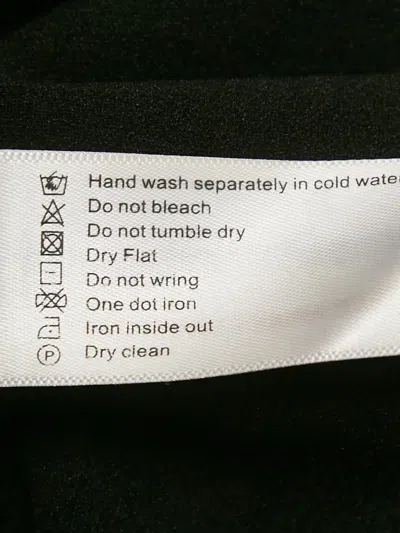 Hand wash separately in cold wate
Do not bleach
Do not tumble dry
Dry Flat
Do not wring
One dot iron
Iron inside out
P Dry clean